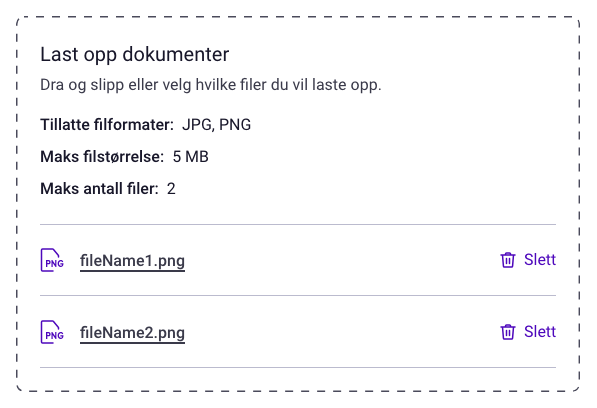 Last opp dokumenter
Dra og slipp eller velg hvilke filer du vil laste opp.
Tillatte filformater: JPG, PNG
Maks filstørrelse: 5 MB
Maks antall filer: 2
PNG fileName1.png Slett
PNG fileName2.png Slett